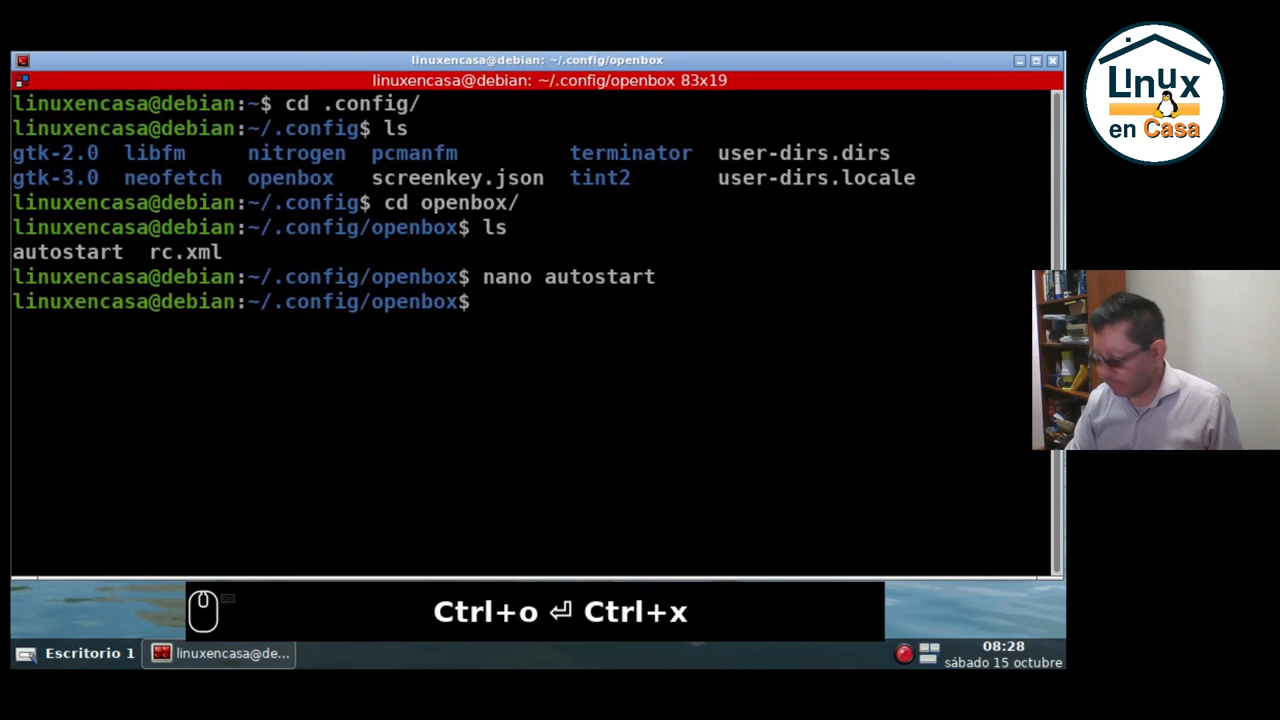 linuxencasa@debian: ~/.config/openbox
linuxencasa@debian: ~/.config/openbox 83x19
linuxencasa@debian:~$ cd .config/
linuxencasa@debian:~/.config$ ls
gtk-2.0 libfm nitrogen pcmanfm terminator user-dirs.dirs
gtk-3.0 neofetch openbox screenkey.json tint2 user-dirs.locale
linuxencasa@debian:~/.config$ cd openbox/
linuxencasa@debian:~/.config/openbox$ ls
autostart rc.xml
linuxencasa@debian:~/.config/openbox$ nano autostart
linuxencasa@debian:~/.config/openbox$
Linux
en Casa
Ctrl+o ⏎ Ctrl+x
Escritorio 1
linuxencasa@de...
08:28
sábado 15 octubre